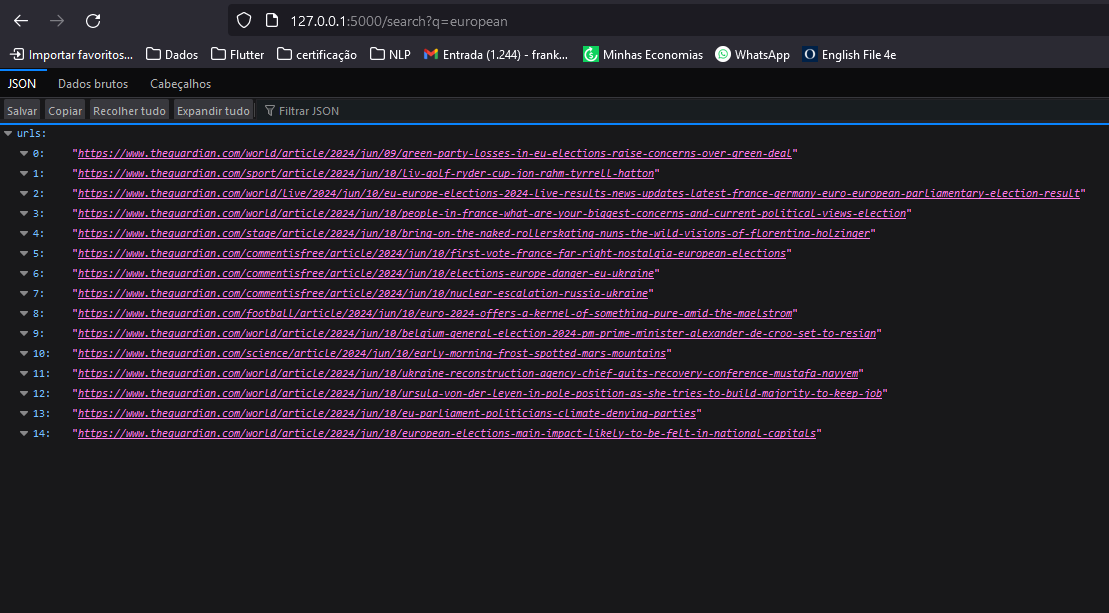 127.0.0.1:5000/search?q=european
Importar favoritos... Dados Flutter certificação NLP Entrada (1.244) - frank... Minhas Economias WhatsApp English File 4e
JSON Dados brutos Cabeçalhos
Salvar Copiar Recolher tudo Expandir tudo Filtrar JSON
urls:
0: "https://www.theguardian.com/world/article/2024/jun/09/green-party-losses-in-eu-elections-raise-concerns-over-green-deal"
1: "https://www.theguardian.com/sport/article/2024/jun/10/liv-golf-ryder-cup-jon-rahm-tyrrell-hatton"
2: "https://www.theguardian.com/world/live/2024/jun/10/eu-europe-elections-2024-live-results-news-updates-latest-france-germany-euro-european-parliamentary-election-result"
3: "https://www.theguardian.com/world/article/2024/jun/10/people-in-france-what-are-your-biggest-concerns-and-current-political-views-election"
4: "https://www.theguardian.com/stage/article/2024/jun/10/bring-on-the-naked-rollerskating-nuns-the-wild-visions-of-florentina-holzinger"
5: "https://www.theguardian.com/commentisfree/article/2024/jun/10/first-vote-france-far-right-nostalgia-european-elections"
6: "https://www.theguardian.com/commentisfree/article/2024/jun/10/elections-europe-danger-eu-ukraine"
7: "https://www.theguardian.com/commentisfree/article/2024/jun/10/nuclear-escalation-russia-ukraine"
8: "https://www.theguardian.com/football/article/2024/jun/10/euro-2024-offers-a-kernel-of-something-pure-amid-the-maelstrom"
9: "https://www.theguardian.com/world/article/2024/jun/10/belgium-general-election-2024-pm-prime-minister-alexander-de-croo-set-to-resign"
10: "https://www.theguardian.com/science/article/2024/jun/10/early-morning-frost-spotted-mars-mountains"
11: "https://www.theguardian.com/world/article/2024/jun/10/ukraine-reconstruction-agency-chief-quits-recovery-conference-mustafa-nayyem"
12: "https://www.theguardian.com/world/article/2024/jun/10/ursula-von-der-leyen-in-pole-position-as-she-tries-to-build-majority-to-keep-job"
13: "https://www.theguardian.com/world/article/2024/jun/10/eu-parliament-politicians-climate-denying-parties"
14: "https://www.theguardian.com/world/article/2024/jun/10/european-elections-main-impact-likely-to-be-felt-in-national-capitals"